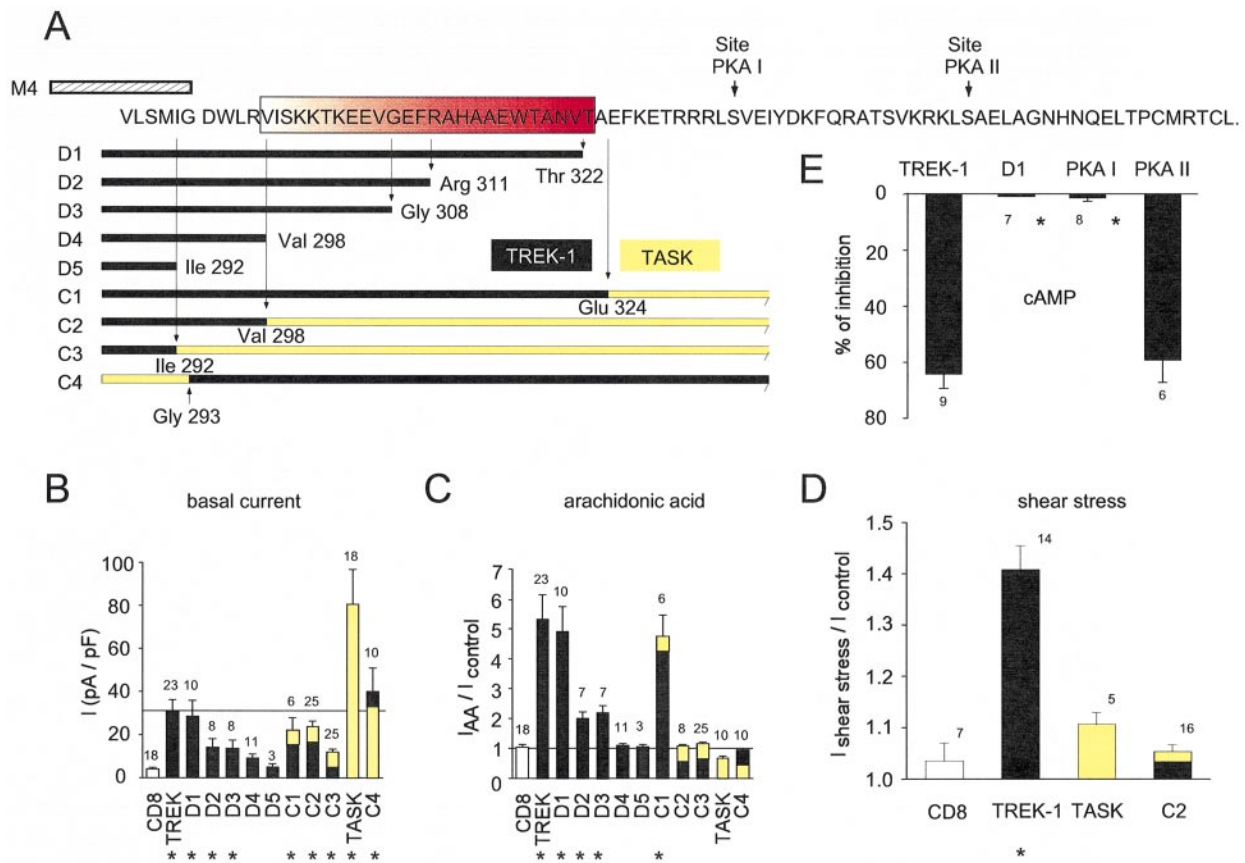 A
Site
PKA I
Site
PKA II
M4
VLSMIG DWLRVISKKTKEEVGEFRAHAAEWTANVTAEFKETRRRLSVEIYDKFQRATSVKRKLSAELAGNHNQELTPCMRTCL.
D1
Thr 322
D2
Arg 311
D3
Gly 308
D4
Val 298
D5
Ile 292
TREK-1
TASK
C1
Glu 324
C2
Val 298
C3
Ile 292
C4
Gly 293
E
TREK-1 D1 PKA I PKA II
0
20
40
60
80
% of inhibition
7 * 8 *
cAMP
9 6
B
basal current
I (pA / pF)
100
80
60
40
20
0
18 23 10 8 8 11 3 6 25 25 18 10
CD8 TREK D1 D2 D3 D4 D5 C1 C2 C3 TASK C4
* * * * * * * * *
C
arachidonic acid
I AA / I control
7
6
5
4
3
2
1
0
18 23 10 7 7 11 3 6 8 25 10 10
CD8 TREK D1 D2 D3 D4 D5 C1 C2 C3 TASK C4
* * * * *
D
shear stress
I shear stress / I control
1.5
1.4
1.3
1.2
1.1
1.0
7 14 5 16
CD8 TREK-1 TASK C2
*